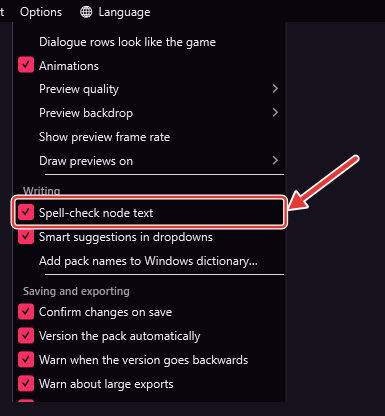 t Options Language
Dialogue rows look like the game
Animations
Preview quality
Preview backdrop
Show preview frame rate
Draw previews on
Writing
Spell-check node text
Smart suggestions in dropdowns
Add pack names to Windows dictionary...
Saving and exporting
Confirm changes on save
Version the pack automatically
Warn when the version goes backwards
Warn about large exports